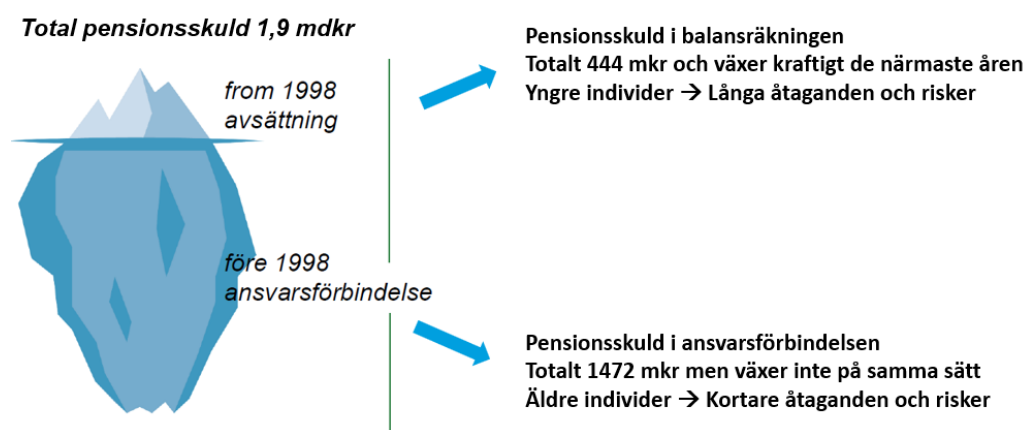 Total pensionsskuld 1,9 mdkr
from 1998
avsättning
före 1998
ansvarsförbindelse
Pensionsskuld i balansräkningen
Totalt 444 mkr och växer kraftigt de närmaste åren
Yngre individer → Långa åtaganden och risker
Pensionsskuld i ansvarsförbindelsen
Totalt 1472 mkr men växer inte på samma sätt
Äldre individer → Kortare åtaganden och risker